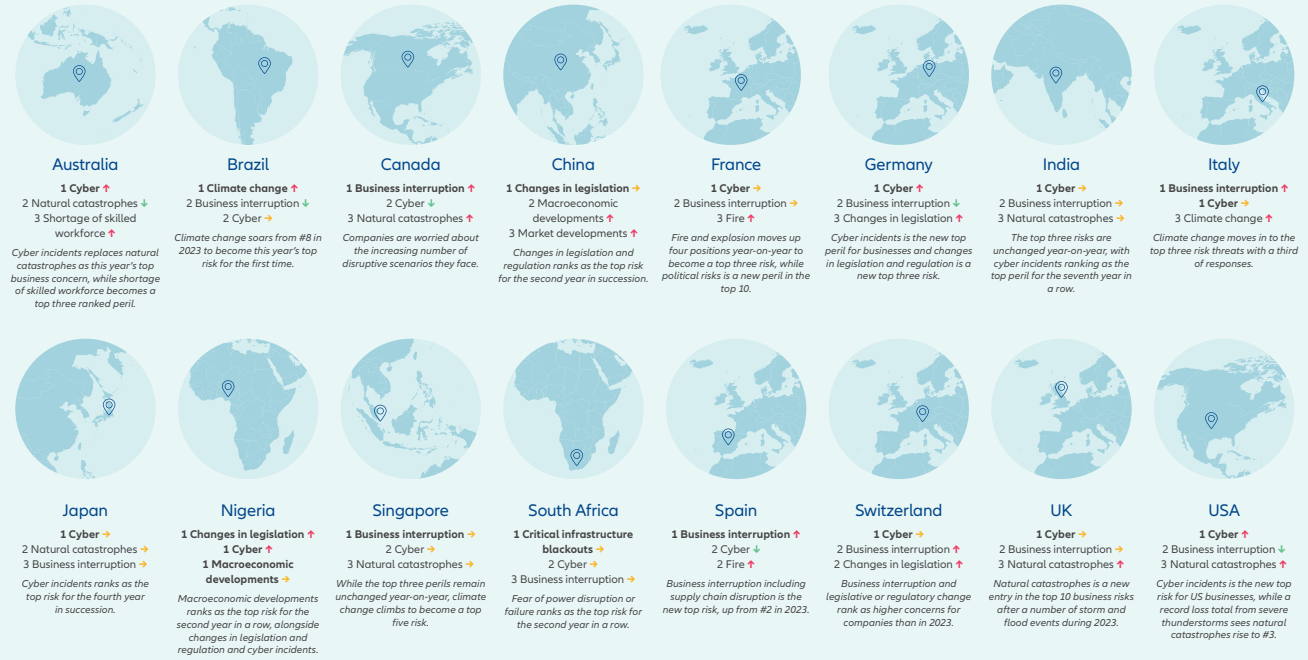 Australia
1 Cyber ↑
2 Natural catastrophes ↓
3 Shortage of skilled
workforce ↑
Cyber incidents replaces natural
catastrophes as this year's top
business concern, while shortage
of skilled workforce becomes a
top three ranked peril.
Brazil
1 Climate change ↑
2 Business interruption ↓
2 Cyber →
Climate change soars from #8 in
2023 to become this year's top
risk for the first time.
Canada
1 Business interruption ↑
2 Cyber ↓
3 Natural catastrophes ↑
Companies are worried about
the increasing number of
disruptive scenarios they face.
China
1 Changes in legislation →
2 Macroeconomic
developments ↑
3 Market developments ↑
Changes in legislation and
regulation ranks as the top risk
for the second year in succession.
France
1 Cyber →
2 Business interruption →
3 Fire ↑
Fire and explosion moves up
four positions year-on-year to
become a top three risk, while
political risks is a new peril in the
top 10.
Germany
1 Cyber ↑
2 Business interruption ↓
3 Changes in legislation ↑
Cyber incidents is the new top
peril for businesses and changes
in legislation and regulation is a
new top three risk.
India
1 Cyber →
2 Business interruption →
3 Natural catastrophes →
The top three risks are
unchanged year-on-year, with
cyber incidents ranking as the
top peril for the seventh year in
a row.
Italy
1 Business interruption ↑
1 Cyber →
3 Climate change ↑
Climate change moves in to the
top three risk threats with a third
of responses.
Japan
1 Cyber →
2 Natural catastrophes →
3 Business interruption →
Cyber incidents ranks as the
top risk for the fourth year
in succession.
Nigeria
1 Changes in legislation ↑
1 Cyber ↑
1 Macroeconomic
developments →
Macroeconomic developments
ranks as the top risk for the
second year in a row, alongside
changes in legislation and
regulation and cyber incidents.
Singapore
1 Business interruption →
2 Cyber →
3 Natural catastrophes →
While the top three perils remain
unchanged year-on-year, climate
change climbs to become a top
five risk.
South Africa
1 Critical infrastructure
blackouts →
2 Cyber →
3 Business interruption →
Fear of power disruption or
failure ranks as the top risk for
the second year in a row.
Spain
1 Business interruption ↑
2 Cyber ↓
2 Fire ↑
Business interruption including
supply chain disruption is the
new top risk, up from #2 in 2023.
Switzerland
1 Cyber →
2 Business interruption ↑
2 Changes in legislation ↑
Business interruption and
legislative or regulatory change
rank as higher concerns for
companies than in 2023.
UK
1 Cyber →
2 Business interruption →
3 Natural catastrophes ↑
Natural catastrophes is a new
entry in the top 10 business risks
after a number of storm and
flood events during 2023.
USA
1 Cyber ↑
2 Business interruption ↓
3 Natural catastrophes ↑
Cyber incidents is the new top
risk for US businesses, while a
record loss total from severe
thunderstorms sees natural
catastrophes rise to #3.